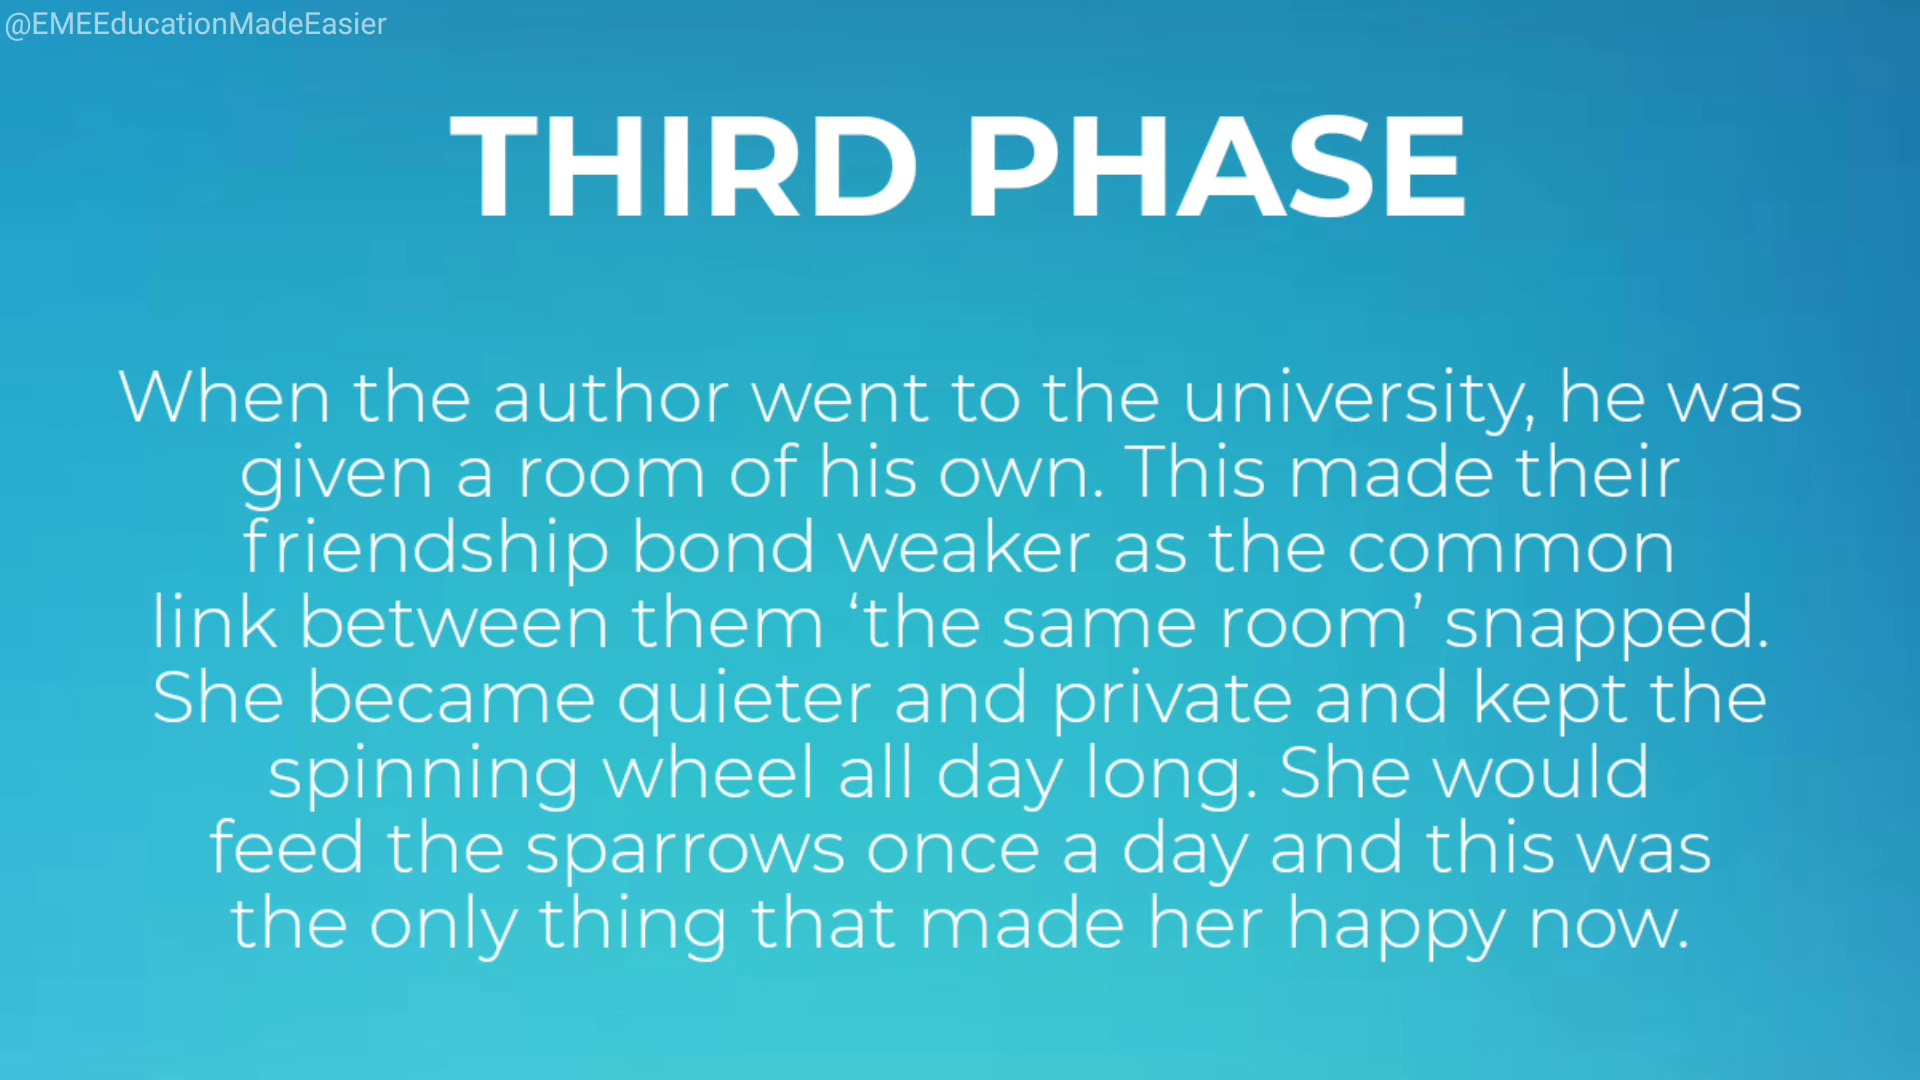 @EMEEducationMadeEasier
THIRD PHASE
When the author went to the university, he was
given a room of his own. This made their
friendship bond weaker as the common
link between them ‘the same room’ snapped.
She became quieter and private and kept the
spinning wheel all day long. She would
feed the sparrows once a day and this was
the only thing that made her happy now.